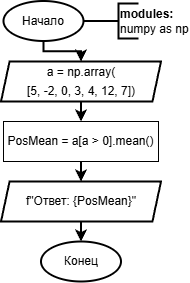 Начало
modules:
numpy as np
a = np.array(
[5, -2, 0, 3, 4, 12, 7])
PosMean = a[a > 0].mean()
f"Ответ: {PosMean}"
Конец